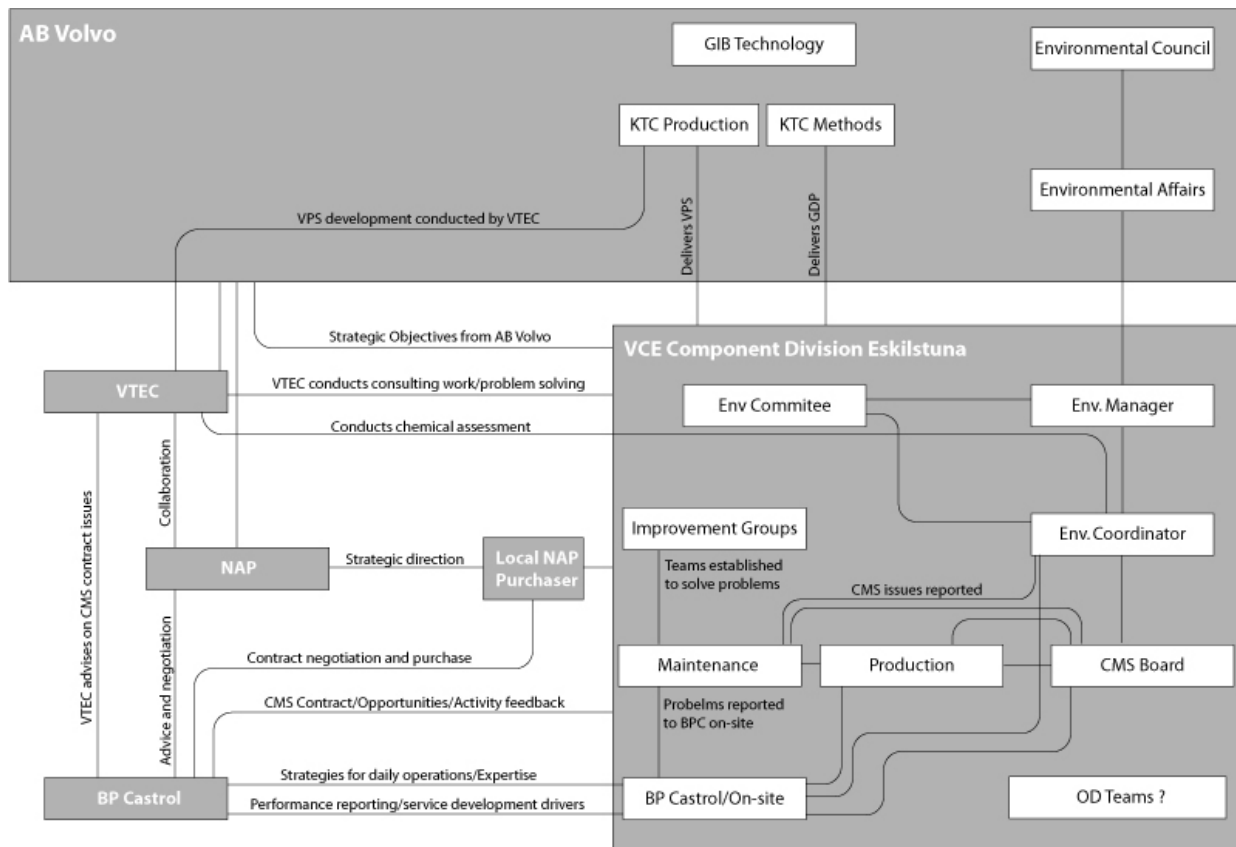 AB Volvo
GIB Technology
Environmental Council
KTC Production
KTC Methods
Environmental Affairs
VPS development conducted by VTEC
Delivers VPS
Delivers GDP
Strategic Objectives from AB Volvo
VCE Component Division Eskilstuna
VTEC
VTEC conducts consulting work/problem solving
Env Commitee
Env. Manager
Conducts chemical assessment
VTEC advises on CMS contract issues
Collaboration
Improvement Groups
Env. Coordinator
NAP
Strategic direction
Local NAP
Purchaser
Teams established
to solve problems
CMS issues reported
Advice and negotiation
Contract negotiation and purchase
Maintenance
Production
CMS Board
CMS Contract/Opportunities/Activity feedback
Probelms reported
to BPC on-site
BP Castrol
Strategies for daily operations/Expertise
Performance reporting/service development drivers
BP Castrol/On-site
OD Teams ?